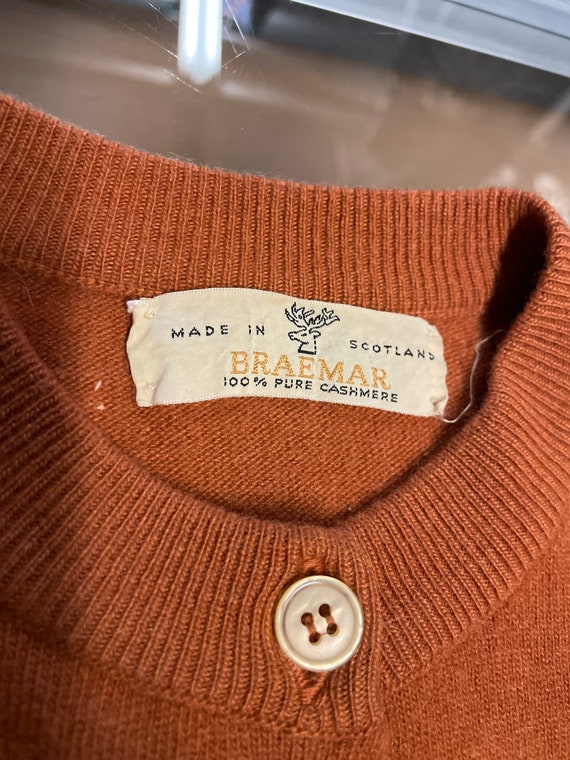 MADE IN SCOTLAND
BRAEMAR
100% PURE CASHMERE